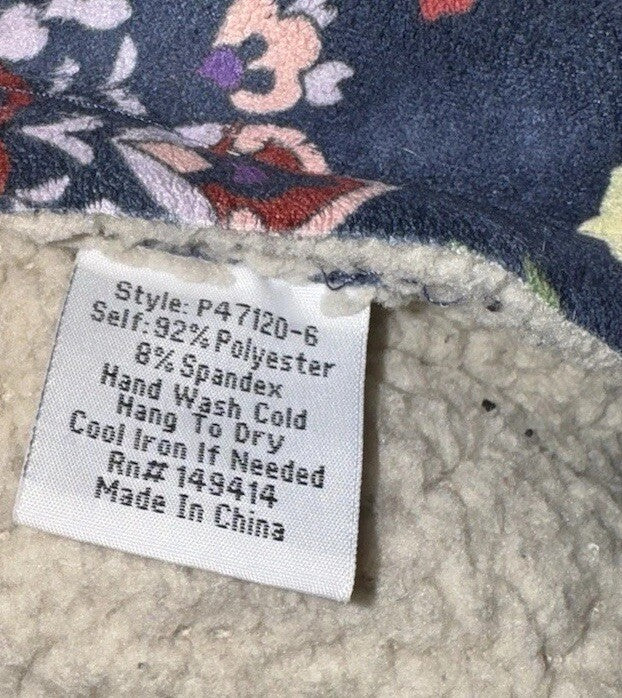 Style: P47120-6
Self: 92% Polyester
8% Spandex
Hand Wash Cold
Hang To Dry
Cool Iron If Needed
Rn# 149414
Made In China